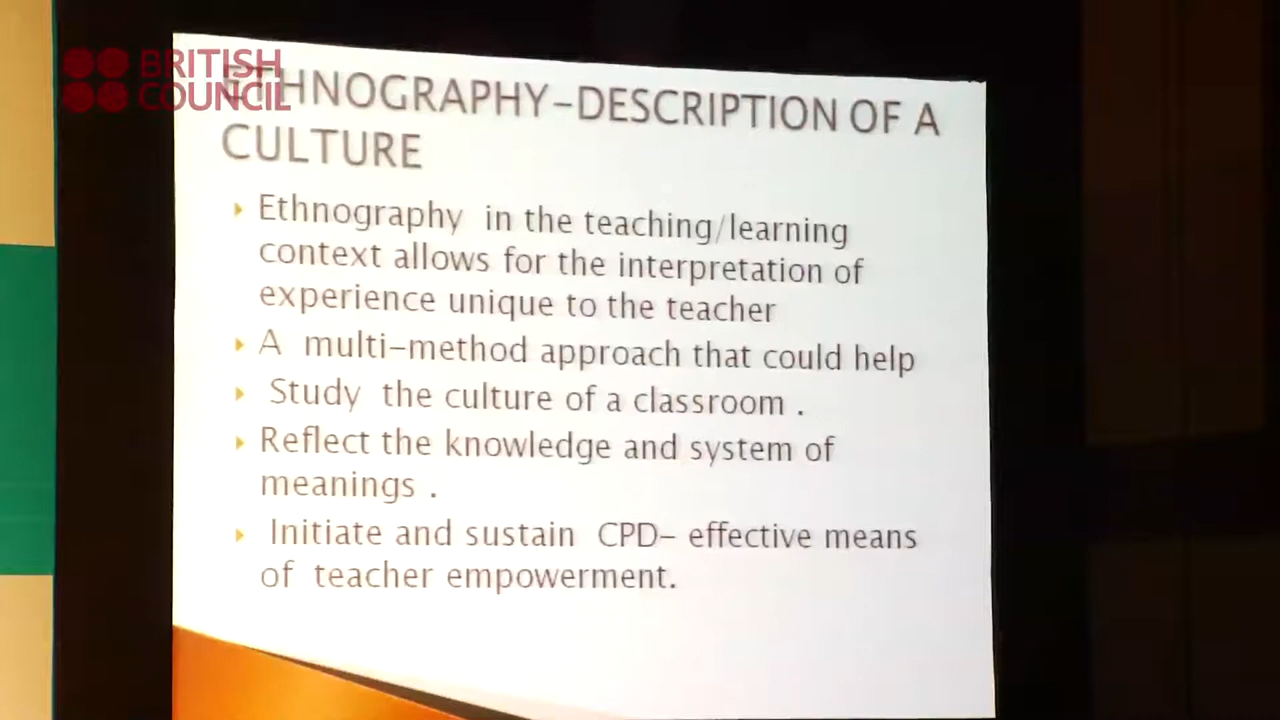 BRITISH
COUNCIL
ETHNOGRAPHY-DESCRIPTION OF A
CULTURE
Ethnography in the teaching/learning
context allows for the interpretation of
experience unique to the teacher
A multi-method approach that could help
Study the culture of a classroom .
Reflect the knowledge and system of
meanings .
Initiate and sustain CPD- effective means
of teacher empowerment.